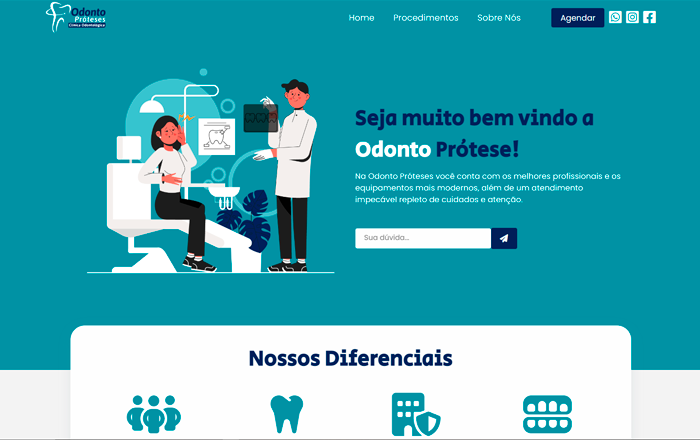 Odonto
Próteses
Clínica Odontológica
Home
Procedimentos
Sobre Nós
Agendar
Seja muito bem vindo a
Odonto Prótese!
Na Odonto Próteses você conta com os melhores profissionais e os
equipamentos mais modernos, além de um atendimento
impecável repleto de cuidados e atenção.
Sua dúvida...
Nossos Diferenciais